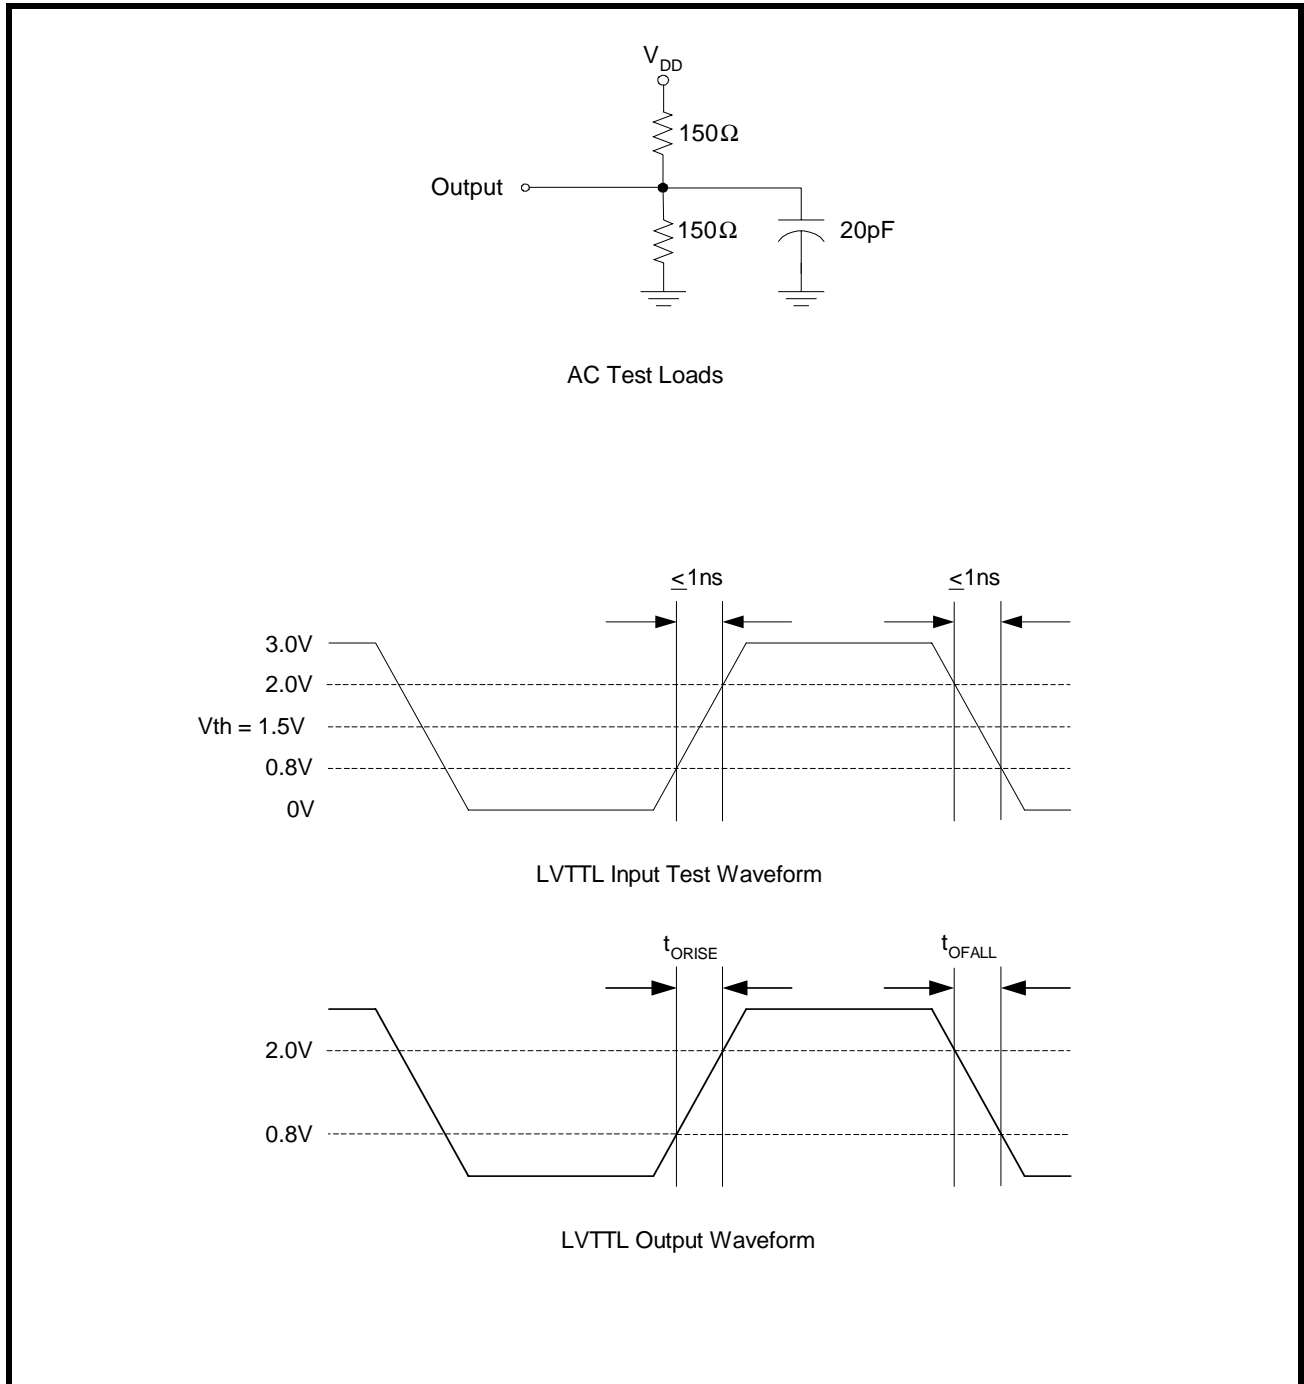 V_DD
150Ω
Output
150Ω
20pF
AC Test Loads
≤1ns ≤1ns
3.0V
2.0V
Vth = 1.5V
0.8V
0V
LVTTL Input Test Waveform
t_ORISE t_OFALL
2.0V
0.8V
LVTTL Output Waveform